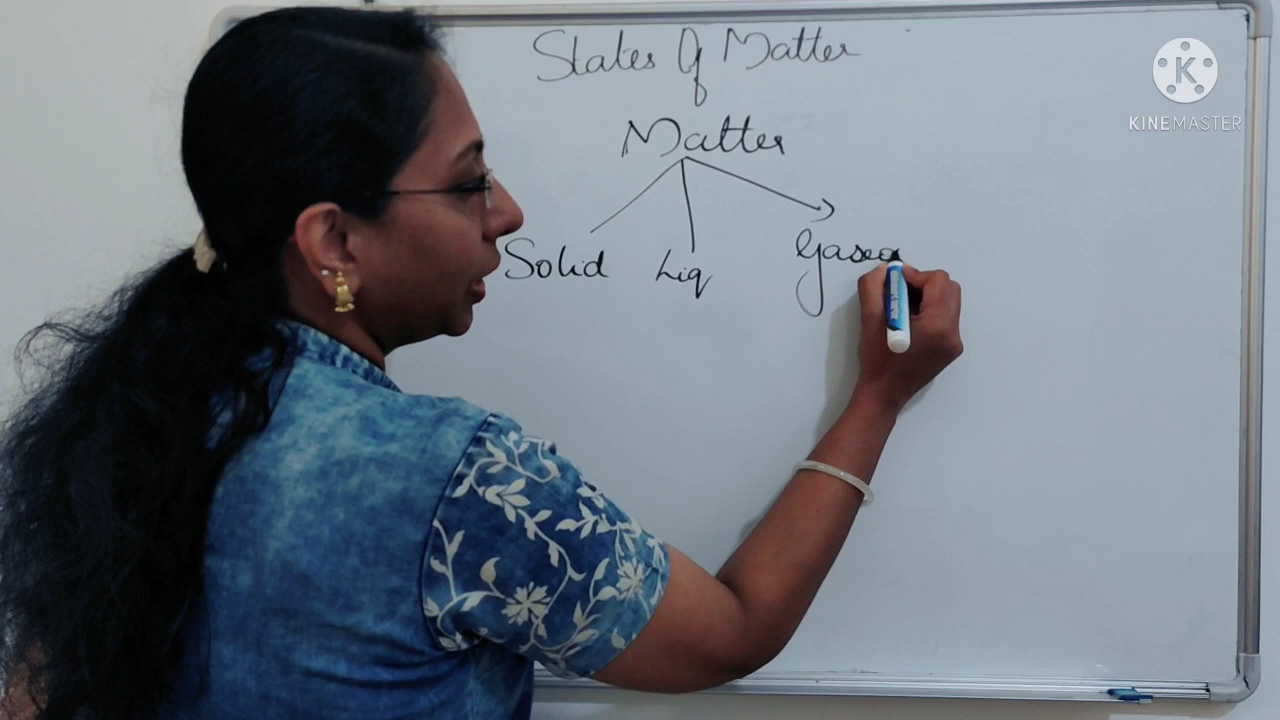 States Of Matter
Matter
Solid Liq Gaseo
K
KINEMASTER